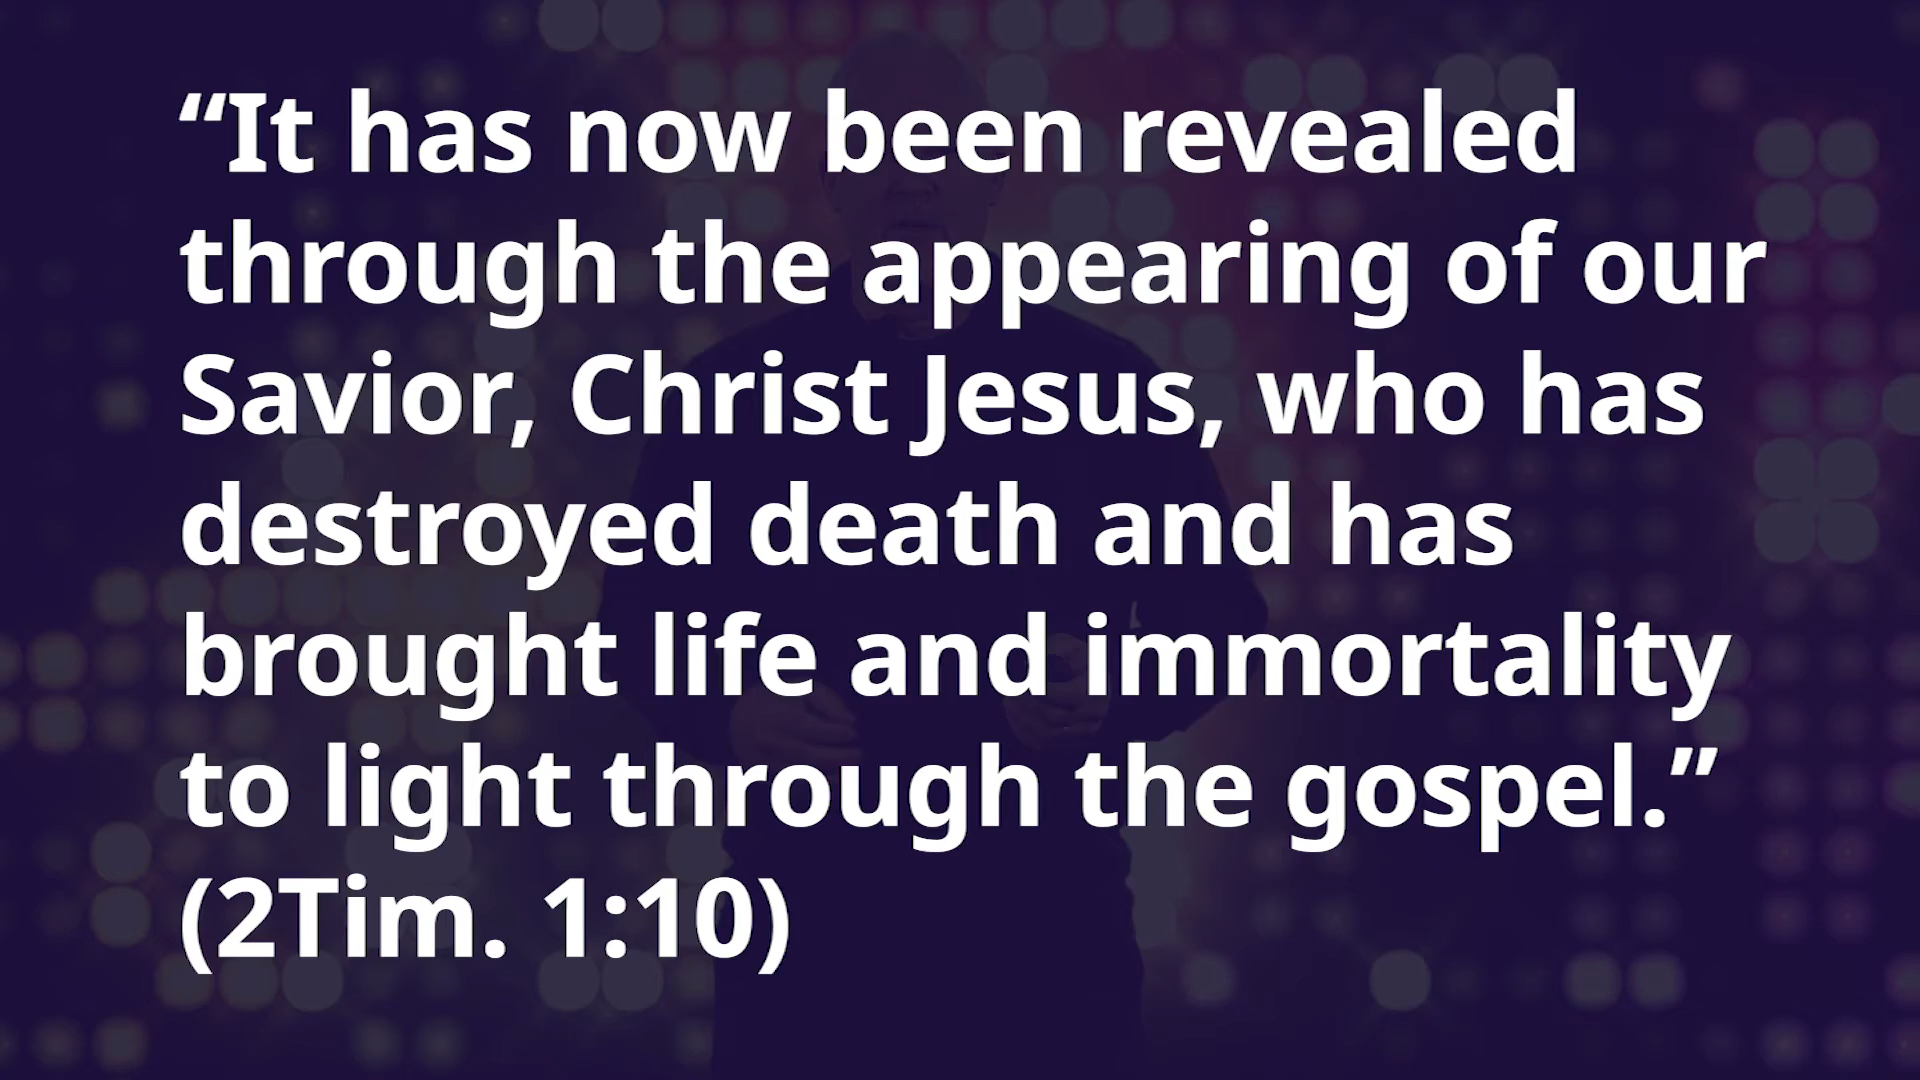 “It has now been revealed
through the appearing of our
Savior, Christ Jesus, who has
destroyed death and has
brought life and immortality
to light through the gospel.”
(2Tim. 1:10)